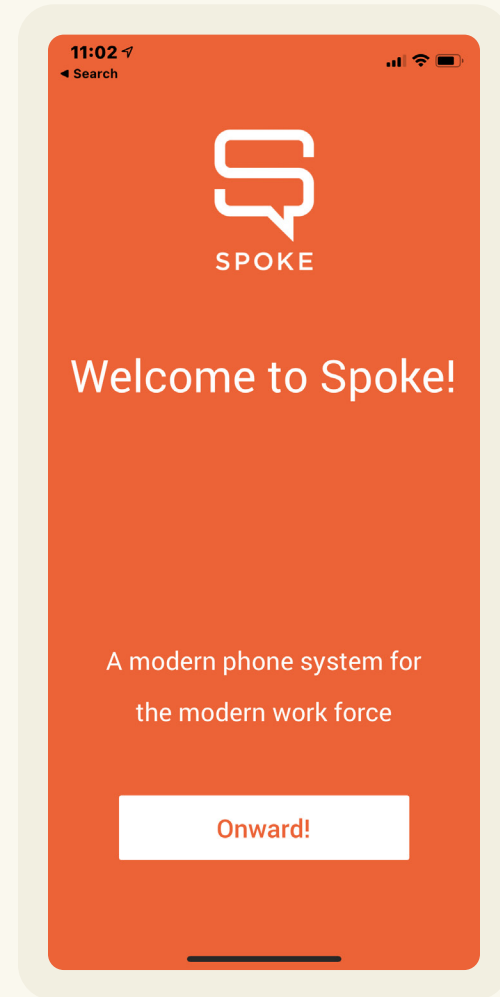 11:02
◀ Search
SPOKE
Welcome to Spoke!
A modern phone system for
the modern work force
Onward!